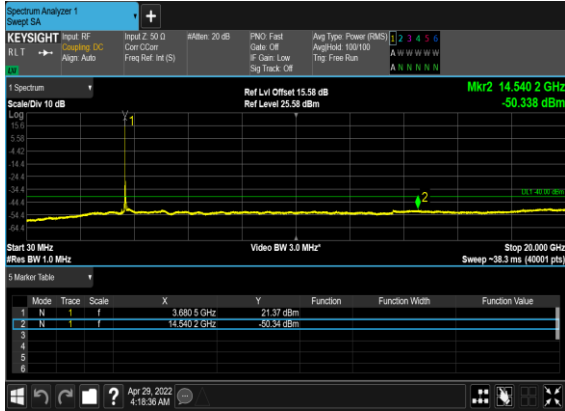 Spectrum Analyzer 1
Swept SA
+
KEYSIGHT
Input: RF
Input Z: 50 Ω
#Atten: 20 dB
PNO: Fast
Avg Type: Power (RMS)
1 2 3 4 5 6
RLT
Coupling: DC
Corr CCorr
Gate: Off
Avg|Hold: 100/100
A W W W W W
Align: Auto
Freq Ref: Int (S)
IF Gain: Low
Trig: Free Run
Sig Track: Off
A N N N N N
LXI
1 Spectrum
Ref Lvl Offset 15.58 dB
Mkr2 14.540 2 GHz
Scale/Div 10 dB
Ref Level 25.58 dBm
-50.338 dBm
Log
15.6
5.58
-4.42
-14.4
-24.4
-34.4
-44.4
-54.4
-64.4
1
2
DL1 -40.00 dBm
Start 30 MHz
Video BW 3.0 MHz*
Stop 20.000 GHz
#Res BW 1.0 MHz
Sweep ~38.3 ms (40001 pts)
5 Marker Table
Mode Trace Scale X Y Function Function Width Function Value
1 N 1 f 3.680 5 GHz 21.37 dBm
2 N 1 f 14.540 2 GHz -50.34 dBm
3
4
5
6
?
Apr 29, 2022
4:18:36 AM